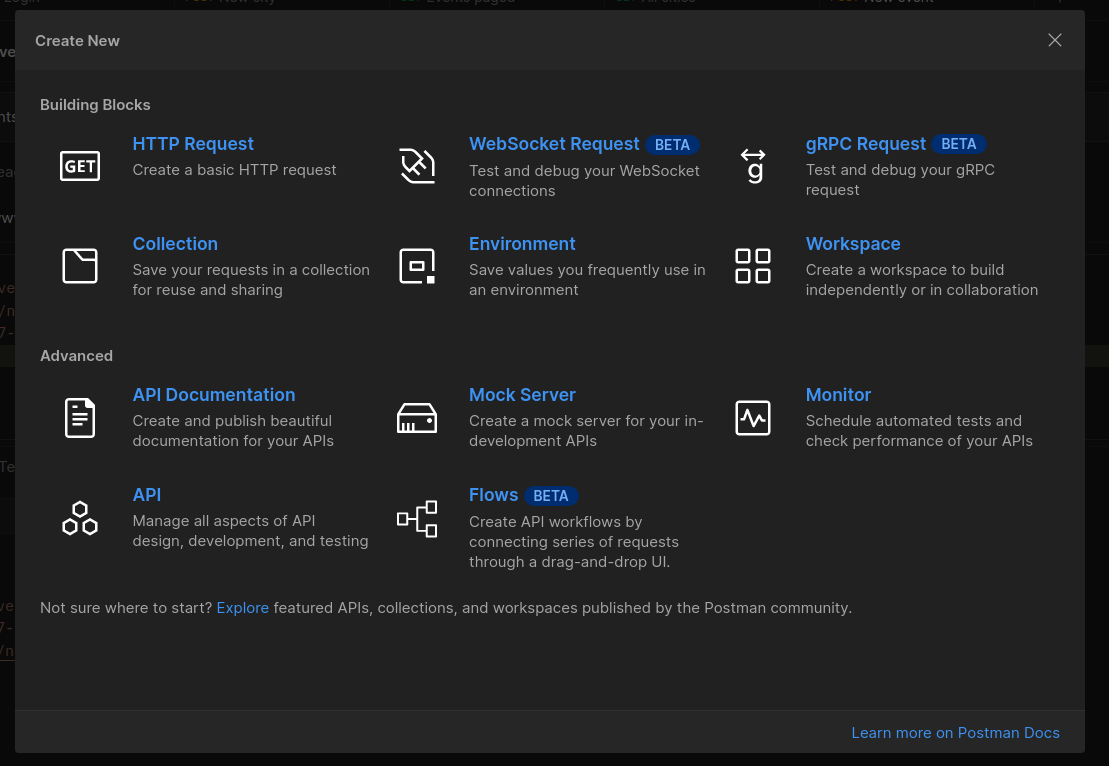 Create New
Building Blocks
GET
HTTP Request
Create a basic HTTP request
WebSocket Request BETA
Test and debug your WebSocket
connections
g
gRPC Request BETA
Test and debug your gRPC
request
Collection
Save your requests in a collection
for reuse and sharing
Environment
Save values you frequently use in
an environment
Workspace
Create a workspace to build
independently or in collaboration
Advanced
API Documentation
Create and publish beautiful
documentation for your APIs
Mock Server
Create a mock server for your in-
development APIs
Monitor
Schedule automated tests and
check performance of your APIs
API
Manage all aspects of API
design, development, and testing
Flows BETA
Create API workflows by
connecting series of requests
through a drag-and-drop UI.
Not sure where to start? Explore featured APIs, collections, and workspaces published by the Postman community.
Learn more on Postman Docs